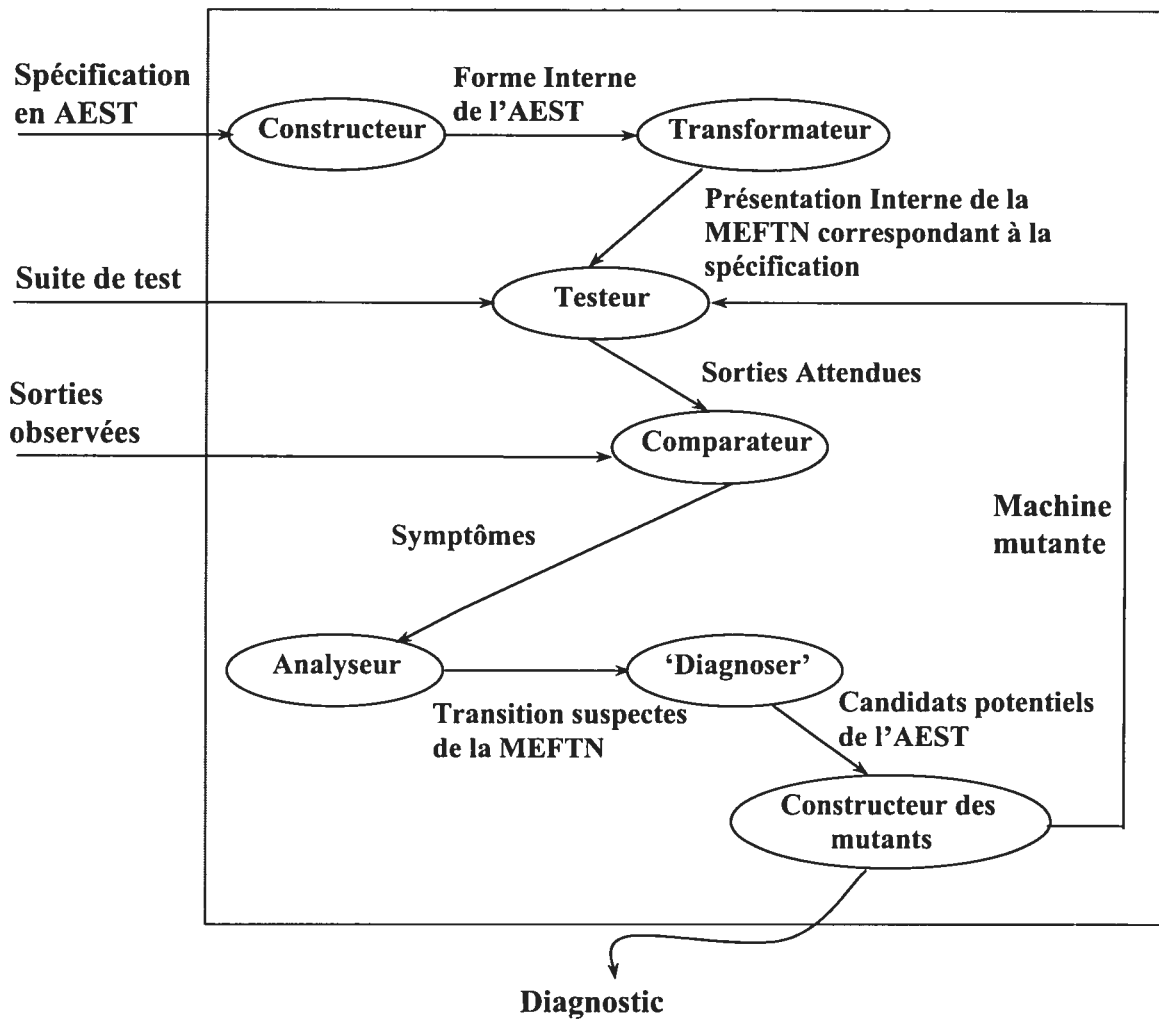 Spécification
en AEST
Forme Interne
de l'AEST
Constructeur
Transformateur
Présentation Interne de la
MEFTN correspondant à la
spécification
Suite de test
Testeur
Sorties Attendues
Sorties
observées
Comparateur
Machine
mutante
Symptômes
Analyseur
‘Diagnoser’
Transition suspectes
de la MEFTN
Candidats potentiels
de l'AEST
Constructeur des
mutants
Diagnostic